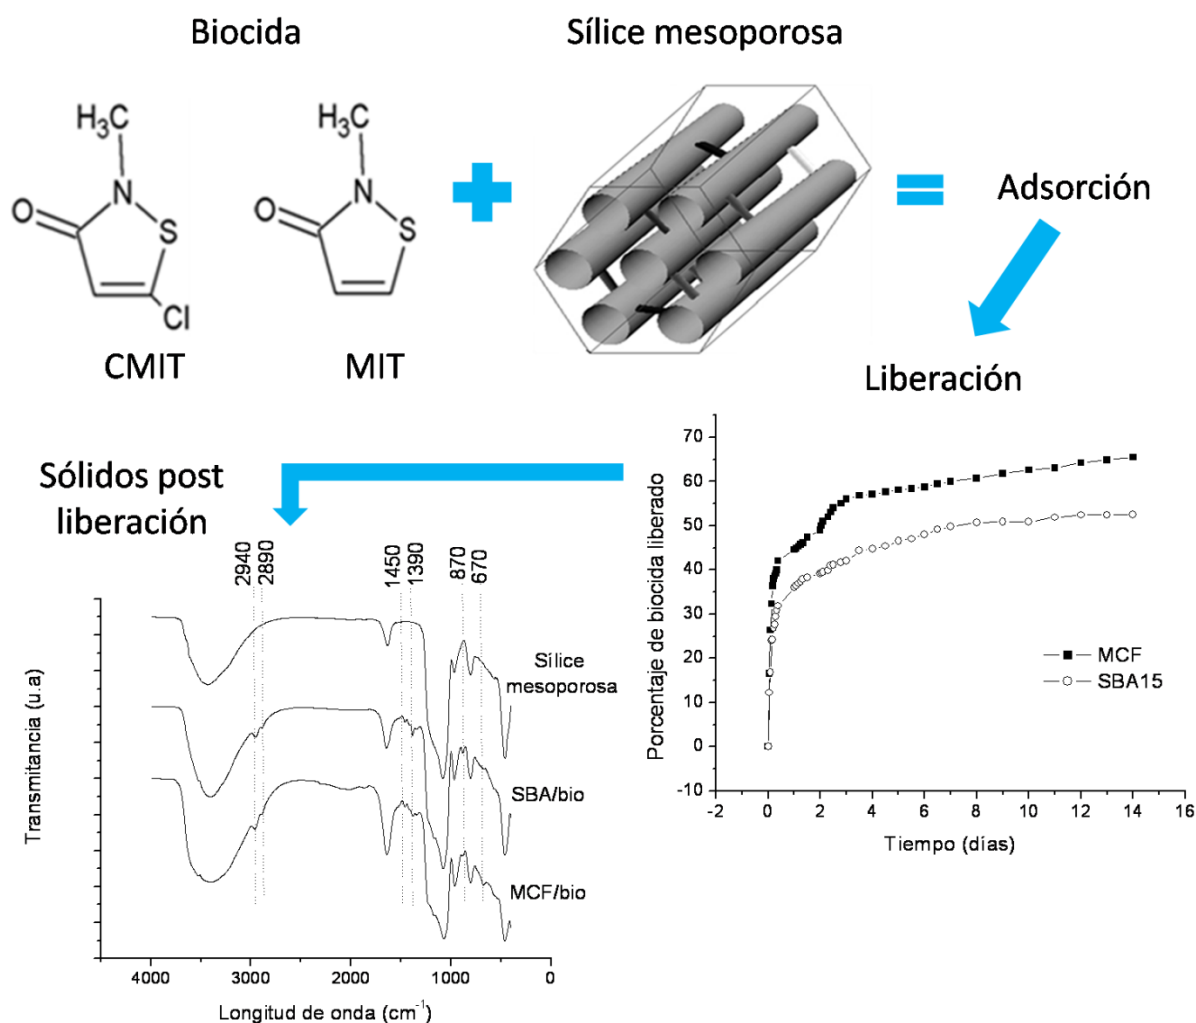 Biocida
Sílice mesoporosa
H₃C
N
S
O
Cl
CMIT
H₃C
N
S
O
MIT
Adsorción
Liberación
70
60
50
40
30
20
10
0
-10
Porcentaje de biocida liberado
MCF
SBA15
-2
0
2
4
6
8
10
12
14
16
Tiempo (días)
Sólidos post
liberación
2940
2890
1450
1390
870
670
Sílice
mesoporosa
SBA/bio
MCF/bio
Transmitancia (u.a)
4000
3000
2000
1000
0
Longitud de onda (cm⁻¹)